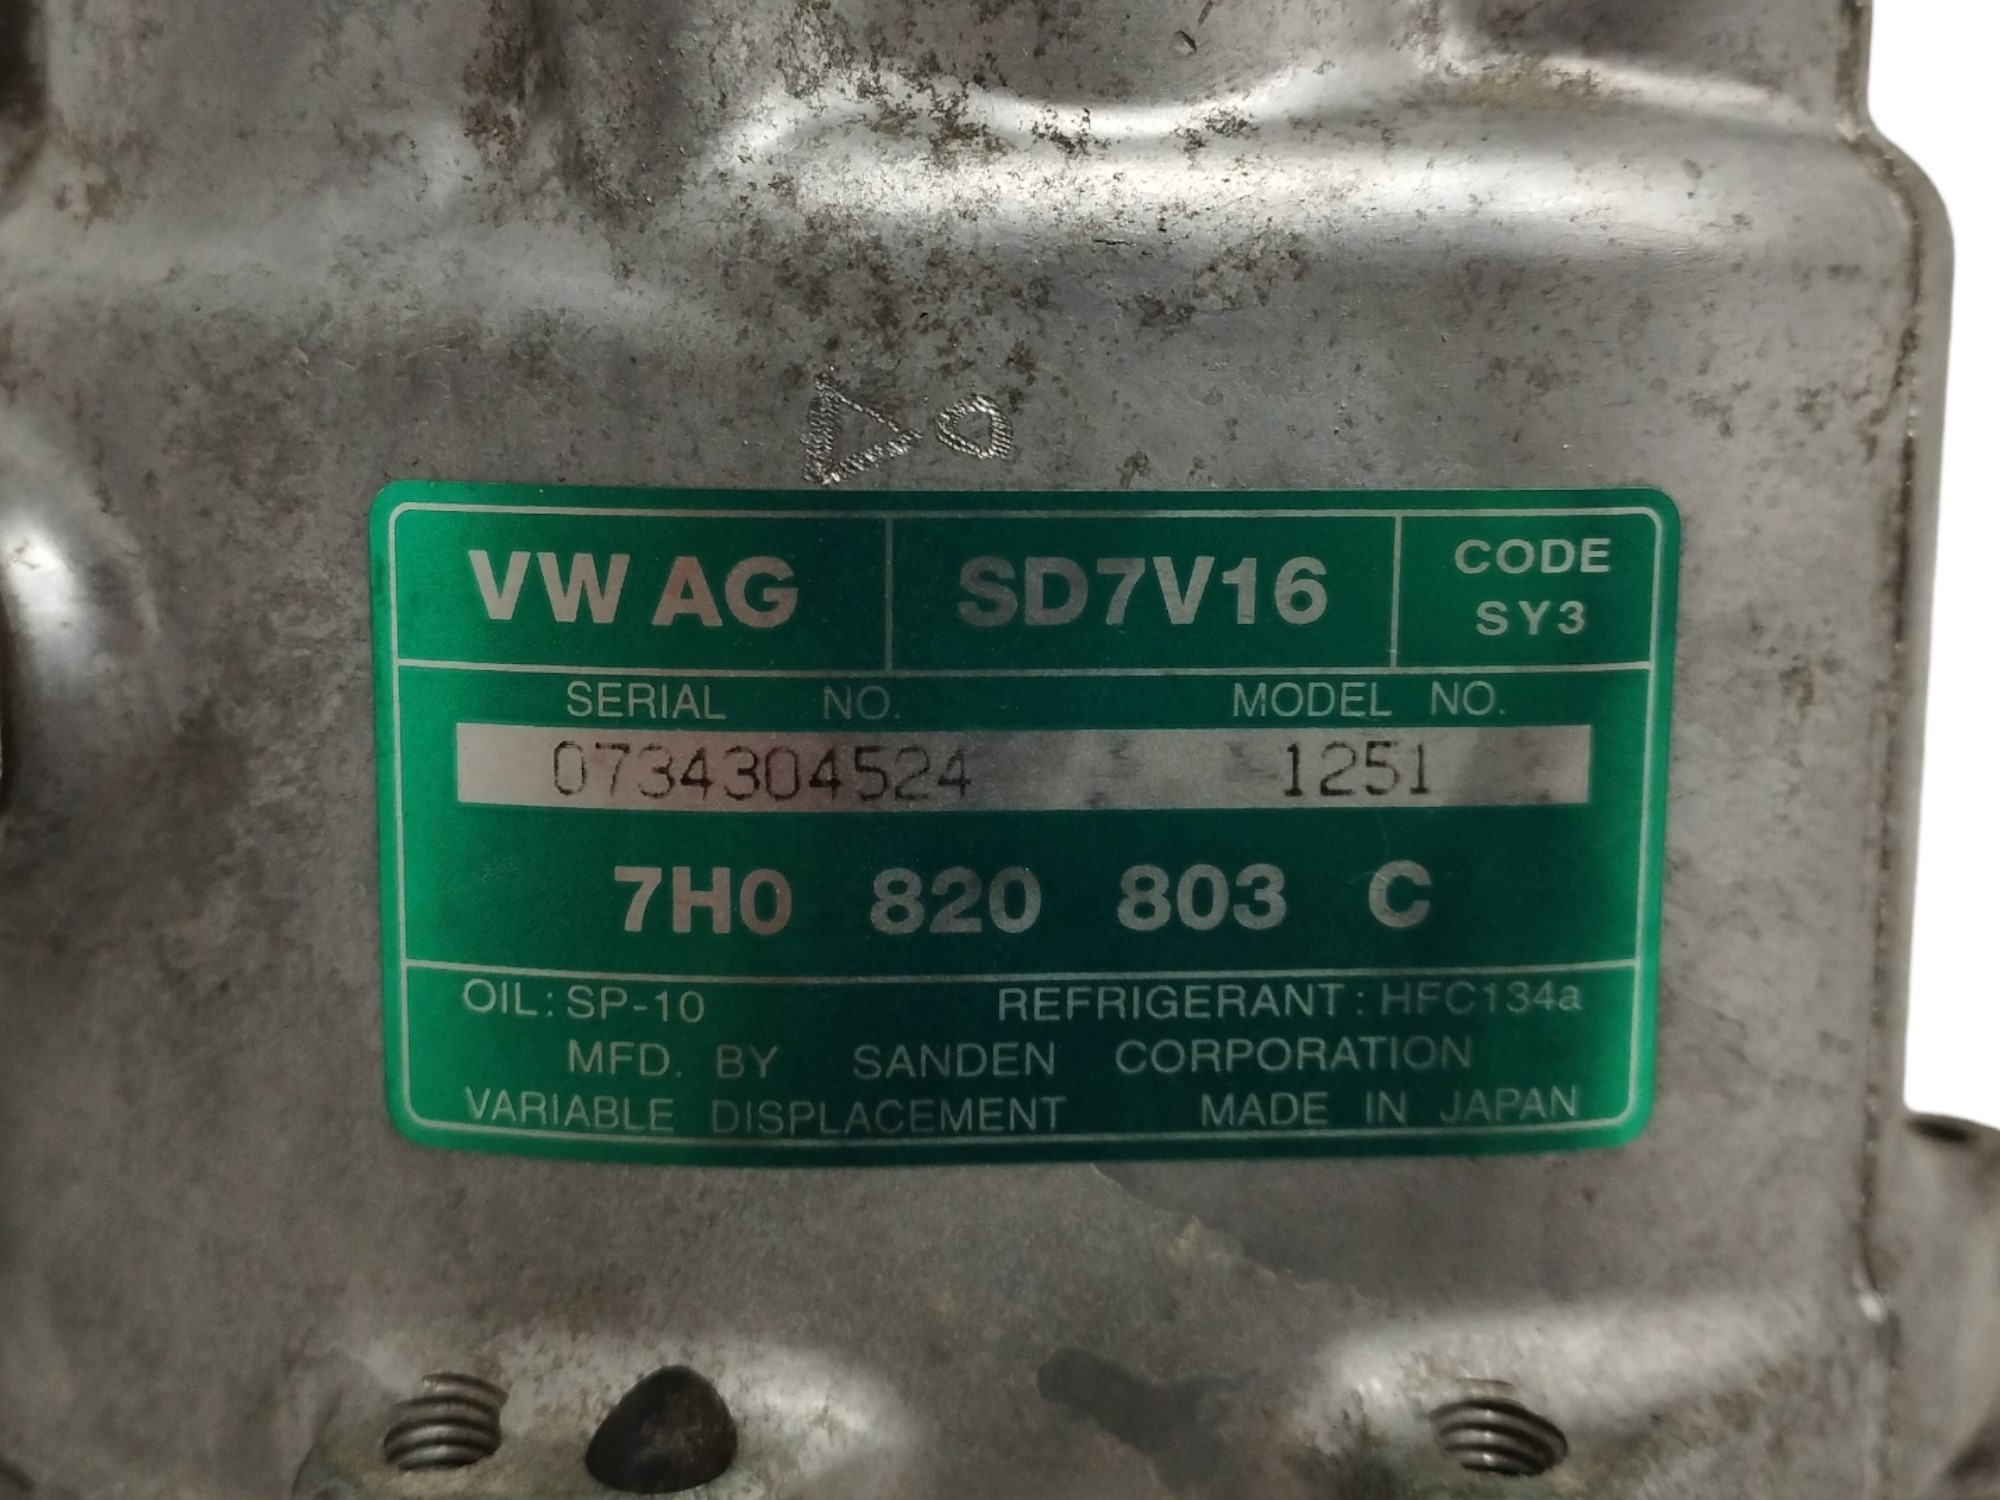 VW AG SD7V16 CODE
SY3
SERIAL NO. MODEL NO.
0734304524 1251
7H0 820 803 C
OIL: SP-10 REFRIGERANT: HFC134a
MFD. BY SANDEN CORPORATION
VARIABLE DISPLACEMENT MADE IN JAPAN